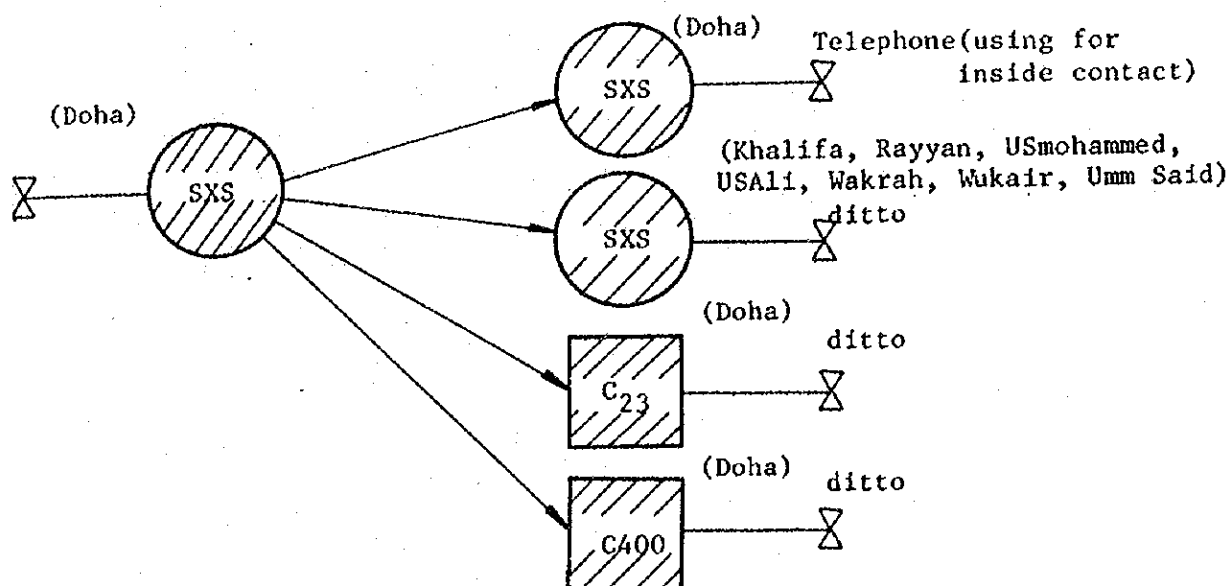 (Doha)
Telephone(using for
inside contact)
SXS
(Doha)
SXS
(Khalifa, Rayyan, USmohammed,
USAli, Wakrah, Wukair, Umm Said)
ditto
SXS
(Doha)
ditto
C23
(Doha)
ditto
C400